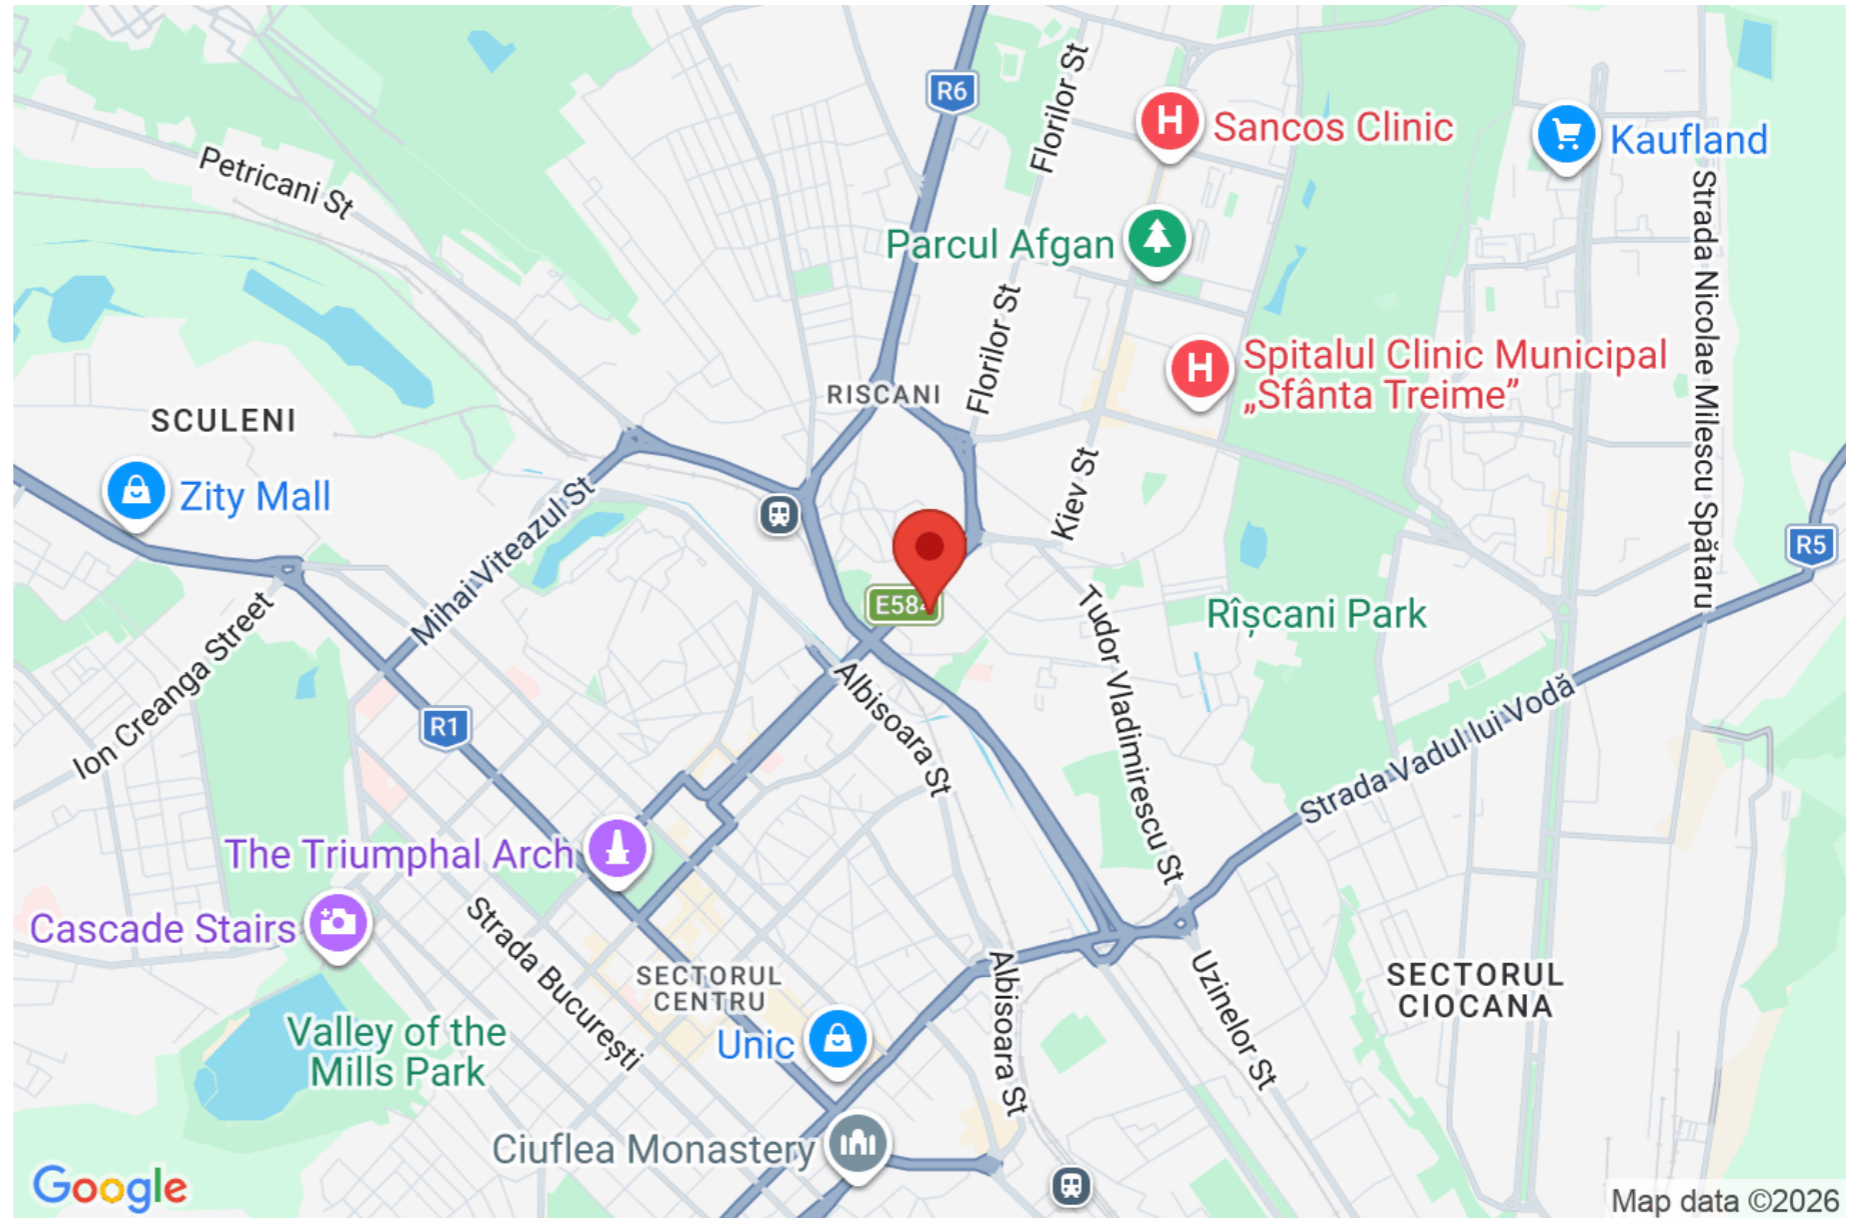 R6
Florilor St
Sancos Clinic
Kaufland
Petricani St
Strada Nicolae Milescu Spătaru
Parcul Afgan
Florilor St
Spitalul Clinic Municipal
„Sfânta Treime”
RISCANI
SCULENI
Zity Mall
Mihai Viteazul St
Kiev St
R5
E584
Rîșcani Park
Ion Creanga Street
Tudor Vladimirescu St
Albisoara St
R1
Strada Vadul lui Vodă
The Triumphal Arch
Cascade Stairs
Strada București
SECTORUL
CENTRU
Albisoara St
Uzinelor St
SECTORUL
CIOCANA
Valley of the
Mills Park
Unic
Ciuflea Monastery
Google
Map data ©2026